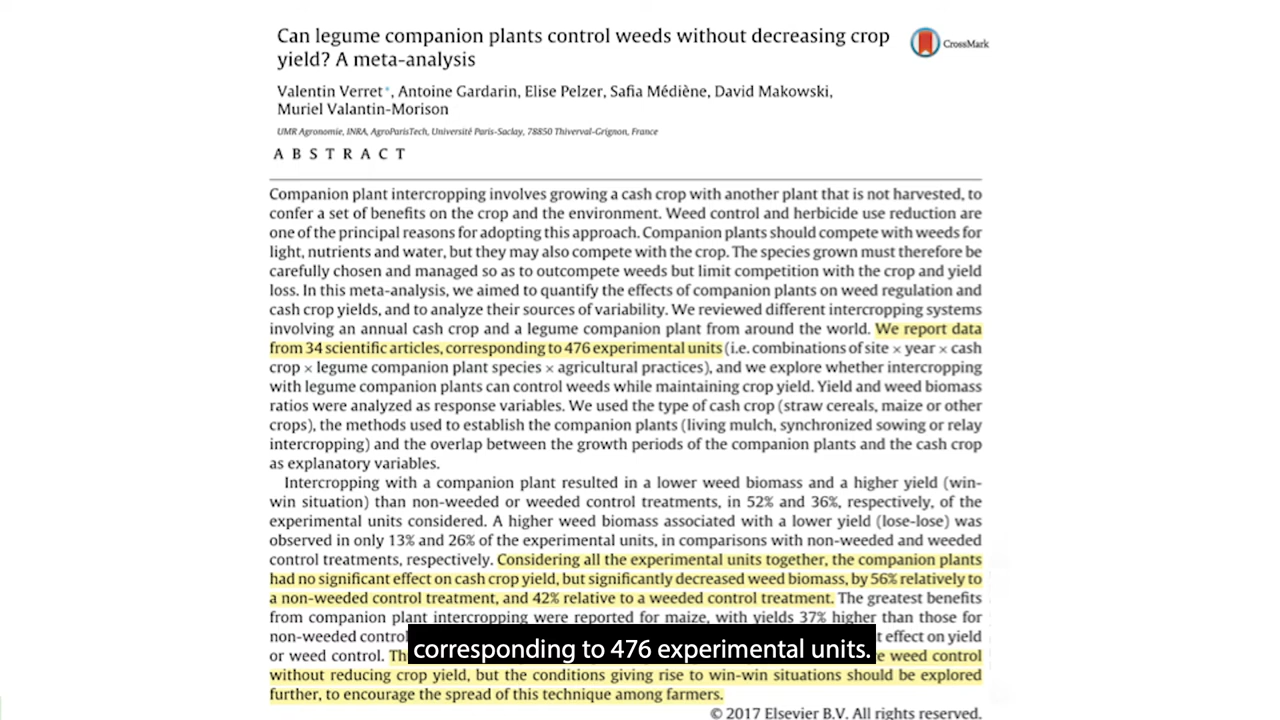 Can legume companion plants control weeds without decreasing crop
yield? A meta-analysis
CrossMark
Valentin Verret*, Antoine Gardarin, Elise Pelzer, Safia Médiène, David Makowski,
Muriel Valantin-Morison
UMR Agronomie, INRA, AgroParisTech, Université Paris-Saclay, 78850 Thiverval-Grignon, France
ABSTRACT
Companion plant intercropping involves growing a cash crop with another plant that is not harvested, to
confer a set of benefits on the crop and the environment. Weed control and herbicide use reduction are
one of the principal reasons for adopting this approach. Companion plants should compete with weeds for
light, nutrients and water, but they may also compete with the crop. The species grown must therefore be
carefully chosen and managed so as to outcompete weeds but limit competition with the crop and yield
loss. In this meta-analysis, we aimed to quantify the effects of companion plants on weed regulation and
cash crop yields, and to analyze their sources of variability. We reviewed different intercropping systems
involving an annual cash crop and a legume companion plant from around the world. We report data
from 34 scientific articles, corresponding to 476 experimental units (i.e. combinations of site × year × cash
crop × legume companion plant species × agricultural practices), and we explore whether intercropping
with legume companion plants can control weeds while maintaining crop yield. Yield and weed biomass
ratios were analyzed as response variables. We used the type of cash crop (straw cereals, maize or other
crops), the methods used to establish the companion plants (living mulch, synchronized sowing or relay
intercropping) and the overlap between the growth periods of the companion plants and the cash crop
as explanatory variables.
Intercropping with a companion plant resulted in a lower weed biomass and a higher yield (win-
win situation) than non-weeded or weeded control treatments, in 52% and 36%, respectively, of the
experimental units considered. A higher weed biomass associated with a lower yield (lose-lose) was
observed in only 13% and 26% of the experimental units, in comparisons with non-weeded and weeded
control treatments, respectively. Considering all the experimental units together, the companion plants
had no significant effect on cash crop yield, but significantly decreased weed biomass, by 56% relatively to
a non-weeded control treatment, and 42% relative to a weeded control treatment. The greatest benefits
from companion plant intercropping were reported for maize, with yields 37% higher than those for
non-weeded control effect on yield
or weed control. weed control
corresponding to 476 experimental units.
without reducing crop yield, but the conditions giving rise to win-win situations should be explored
further, to encourage the spread of this technique among farmers.
© 2017 Elsevier B.V. All rights reserved.